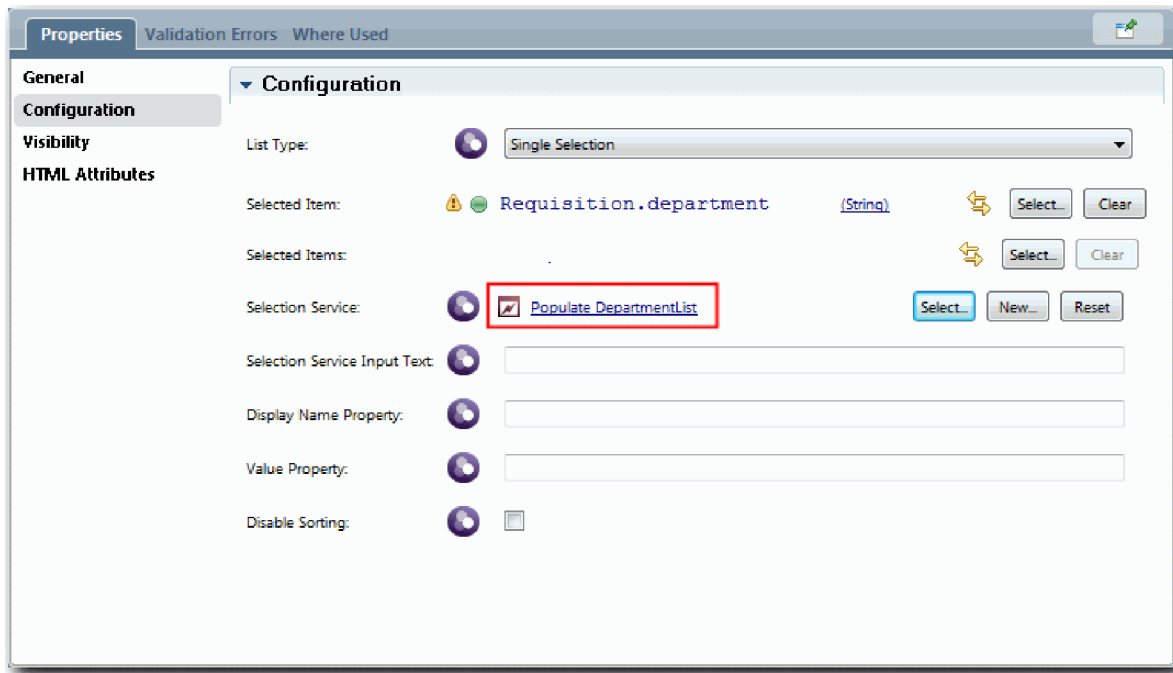 Properties Validation Errors Where Used
General
Configuration
Visibility
HTML Attributes
Configuration
List Type: Single Selection
Selected Item: Requisition.department (String) Select... Clear
Selected Items: . Select... Clear
Selection Service: Populate DepartmentList Select... New... Reset
Selection Service Input Text:
Display Name Property:
Value Property:
Disable Sorting: